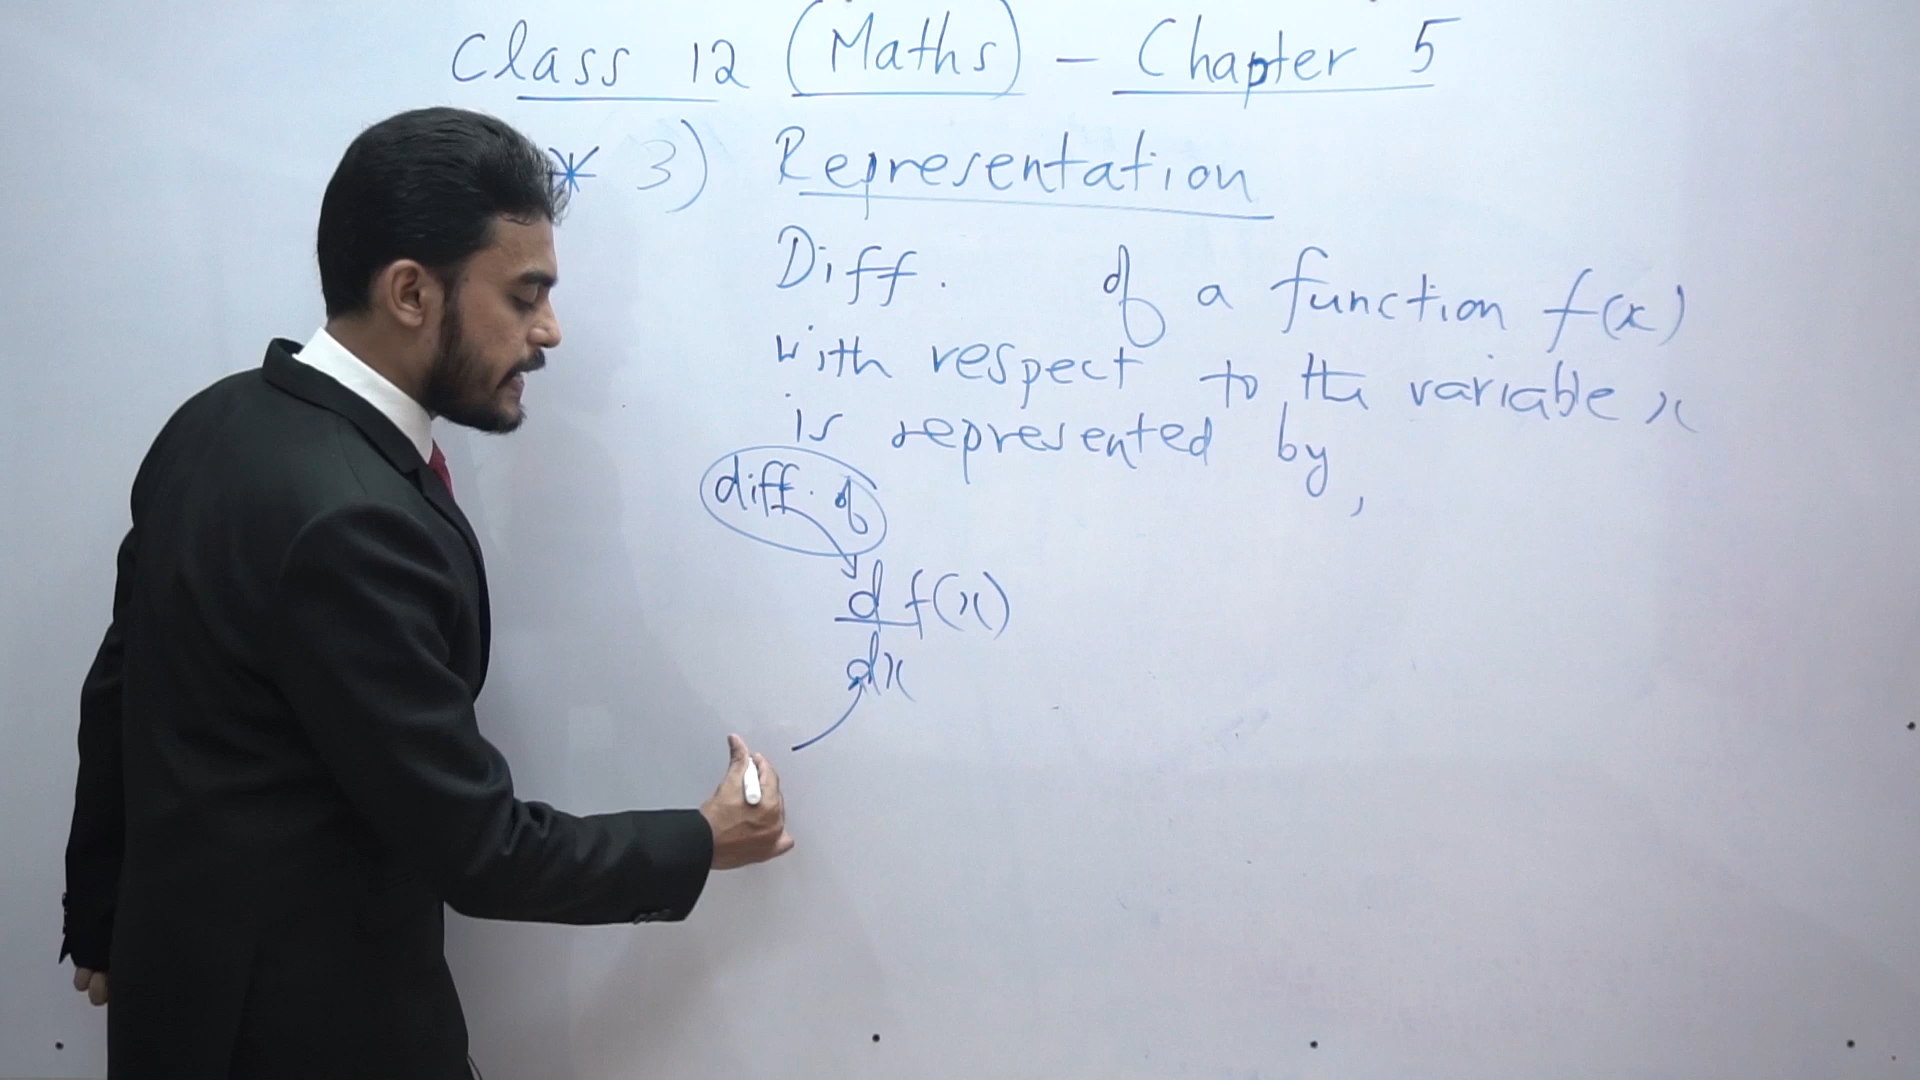 Class 12 (Maths) - Chapter 5
* 3) Representation
Diff. of a function f(x)
with respect to the variable x
is represented by,
diff. of
d f(x)
dx